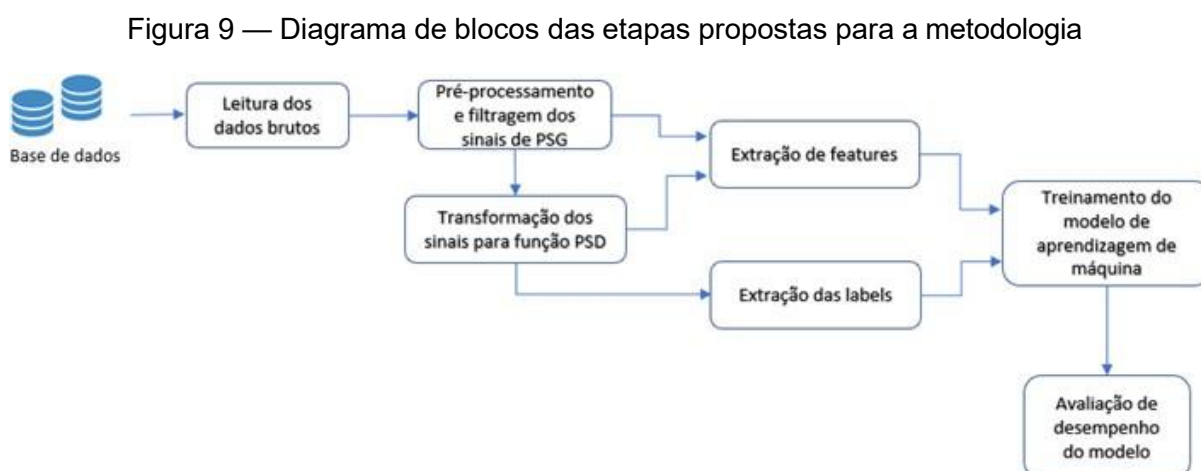 Figura 9 — Diagrama de blocos das etapas propostas para a metodologia
Base de dados
Leitura dos
dados brutos
Pré-processamento
e filtragem dos
sinais de PSG
Transformação dos
sinais para função PSD
Extração de features
Extração das labels
Treinamento do
modelo de
aprendizagem de
máquina
Avaliação de
desempenho
do modelo